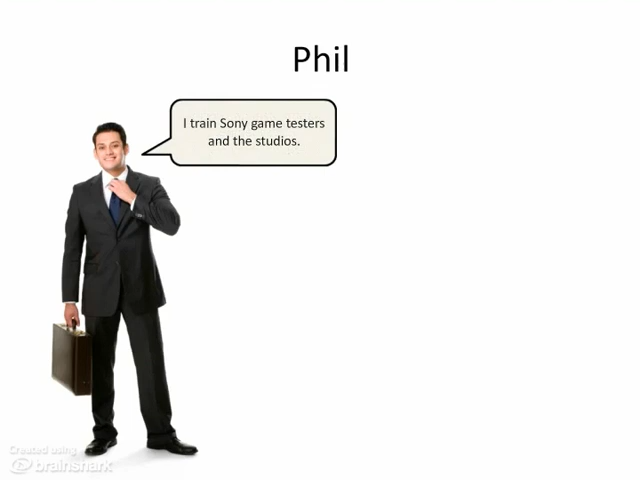 Phil
I train Sony game testers
and the studios.
Created using
brainshark